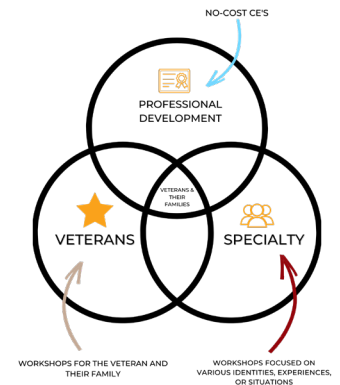 NO-COST CE'S
PROFESSIONAL
DEVELOPMENT
VETERANS &
THEIR
FAMILIES
VETERANS
SPECIALTY
WORKSHOPS FOR THE VETERAN AND
THEIR FAMILY
WORKSHOPS FOCUSED ON
VARIOUS IDENTITIES, EXPERIENCES,
OR SITUATIONS